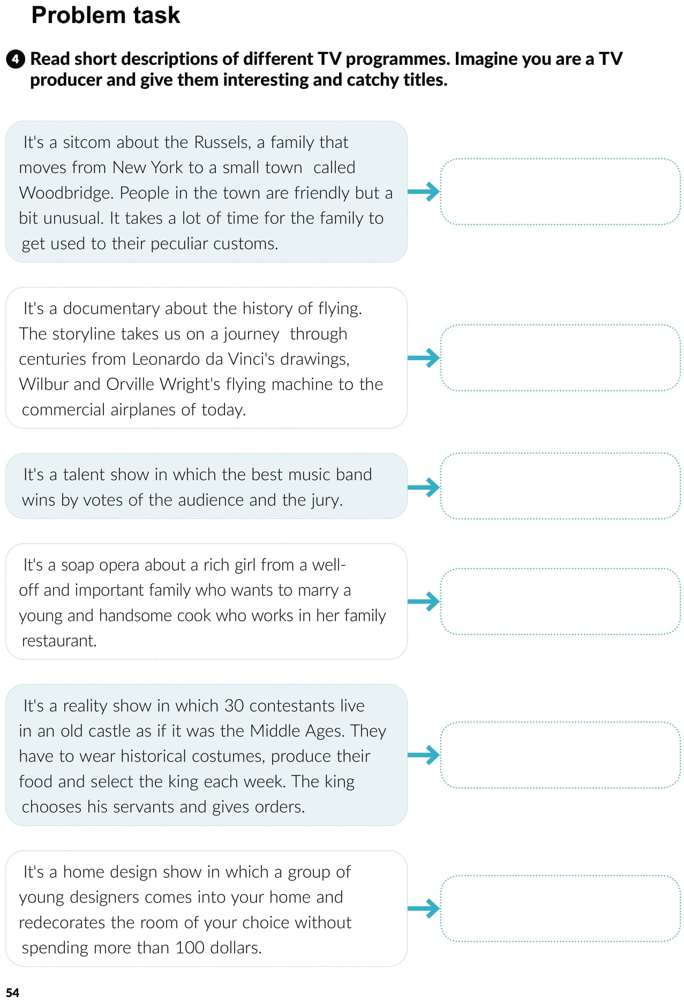 Problem task
4 Read short descriptions of different TV programmes. Imagine you are a TV
producer and give them interesting and catchy titles.
It's a sitcom about the Russels, a family that
moves from New York to a small town called
Woodbridge. People in the town are friendly but a
bit unusual. It takes a lot of time for the family to
get used to their peculiar customs.
It's a documentary about the history of flying.
The storyline takes us on a journey through
centuries from Leonardo da Vinci's drawings,
Wilbur and Orville Wright's flying machine to the
commercial airplanes of today.
It's a talent show in which the best music band
wins by votes of the audience and the jury.
It's a soap opera about a rich girl from a well-
off and important family who wants to marry a
young and handsome cook who works in her family
restaurant.
It's a reality show in which 30 contestants live
in an old castle as if it was the Middle Ages. They
have to wear historical costumes, produce their
food and select the king each week. The king
chooses his servants and gives orders.
It's a home design show in which a group of
young designers comes into your home and
redecorates the room of your choice without
spending more than 100 dollars.
54